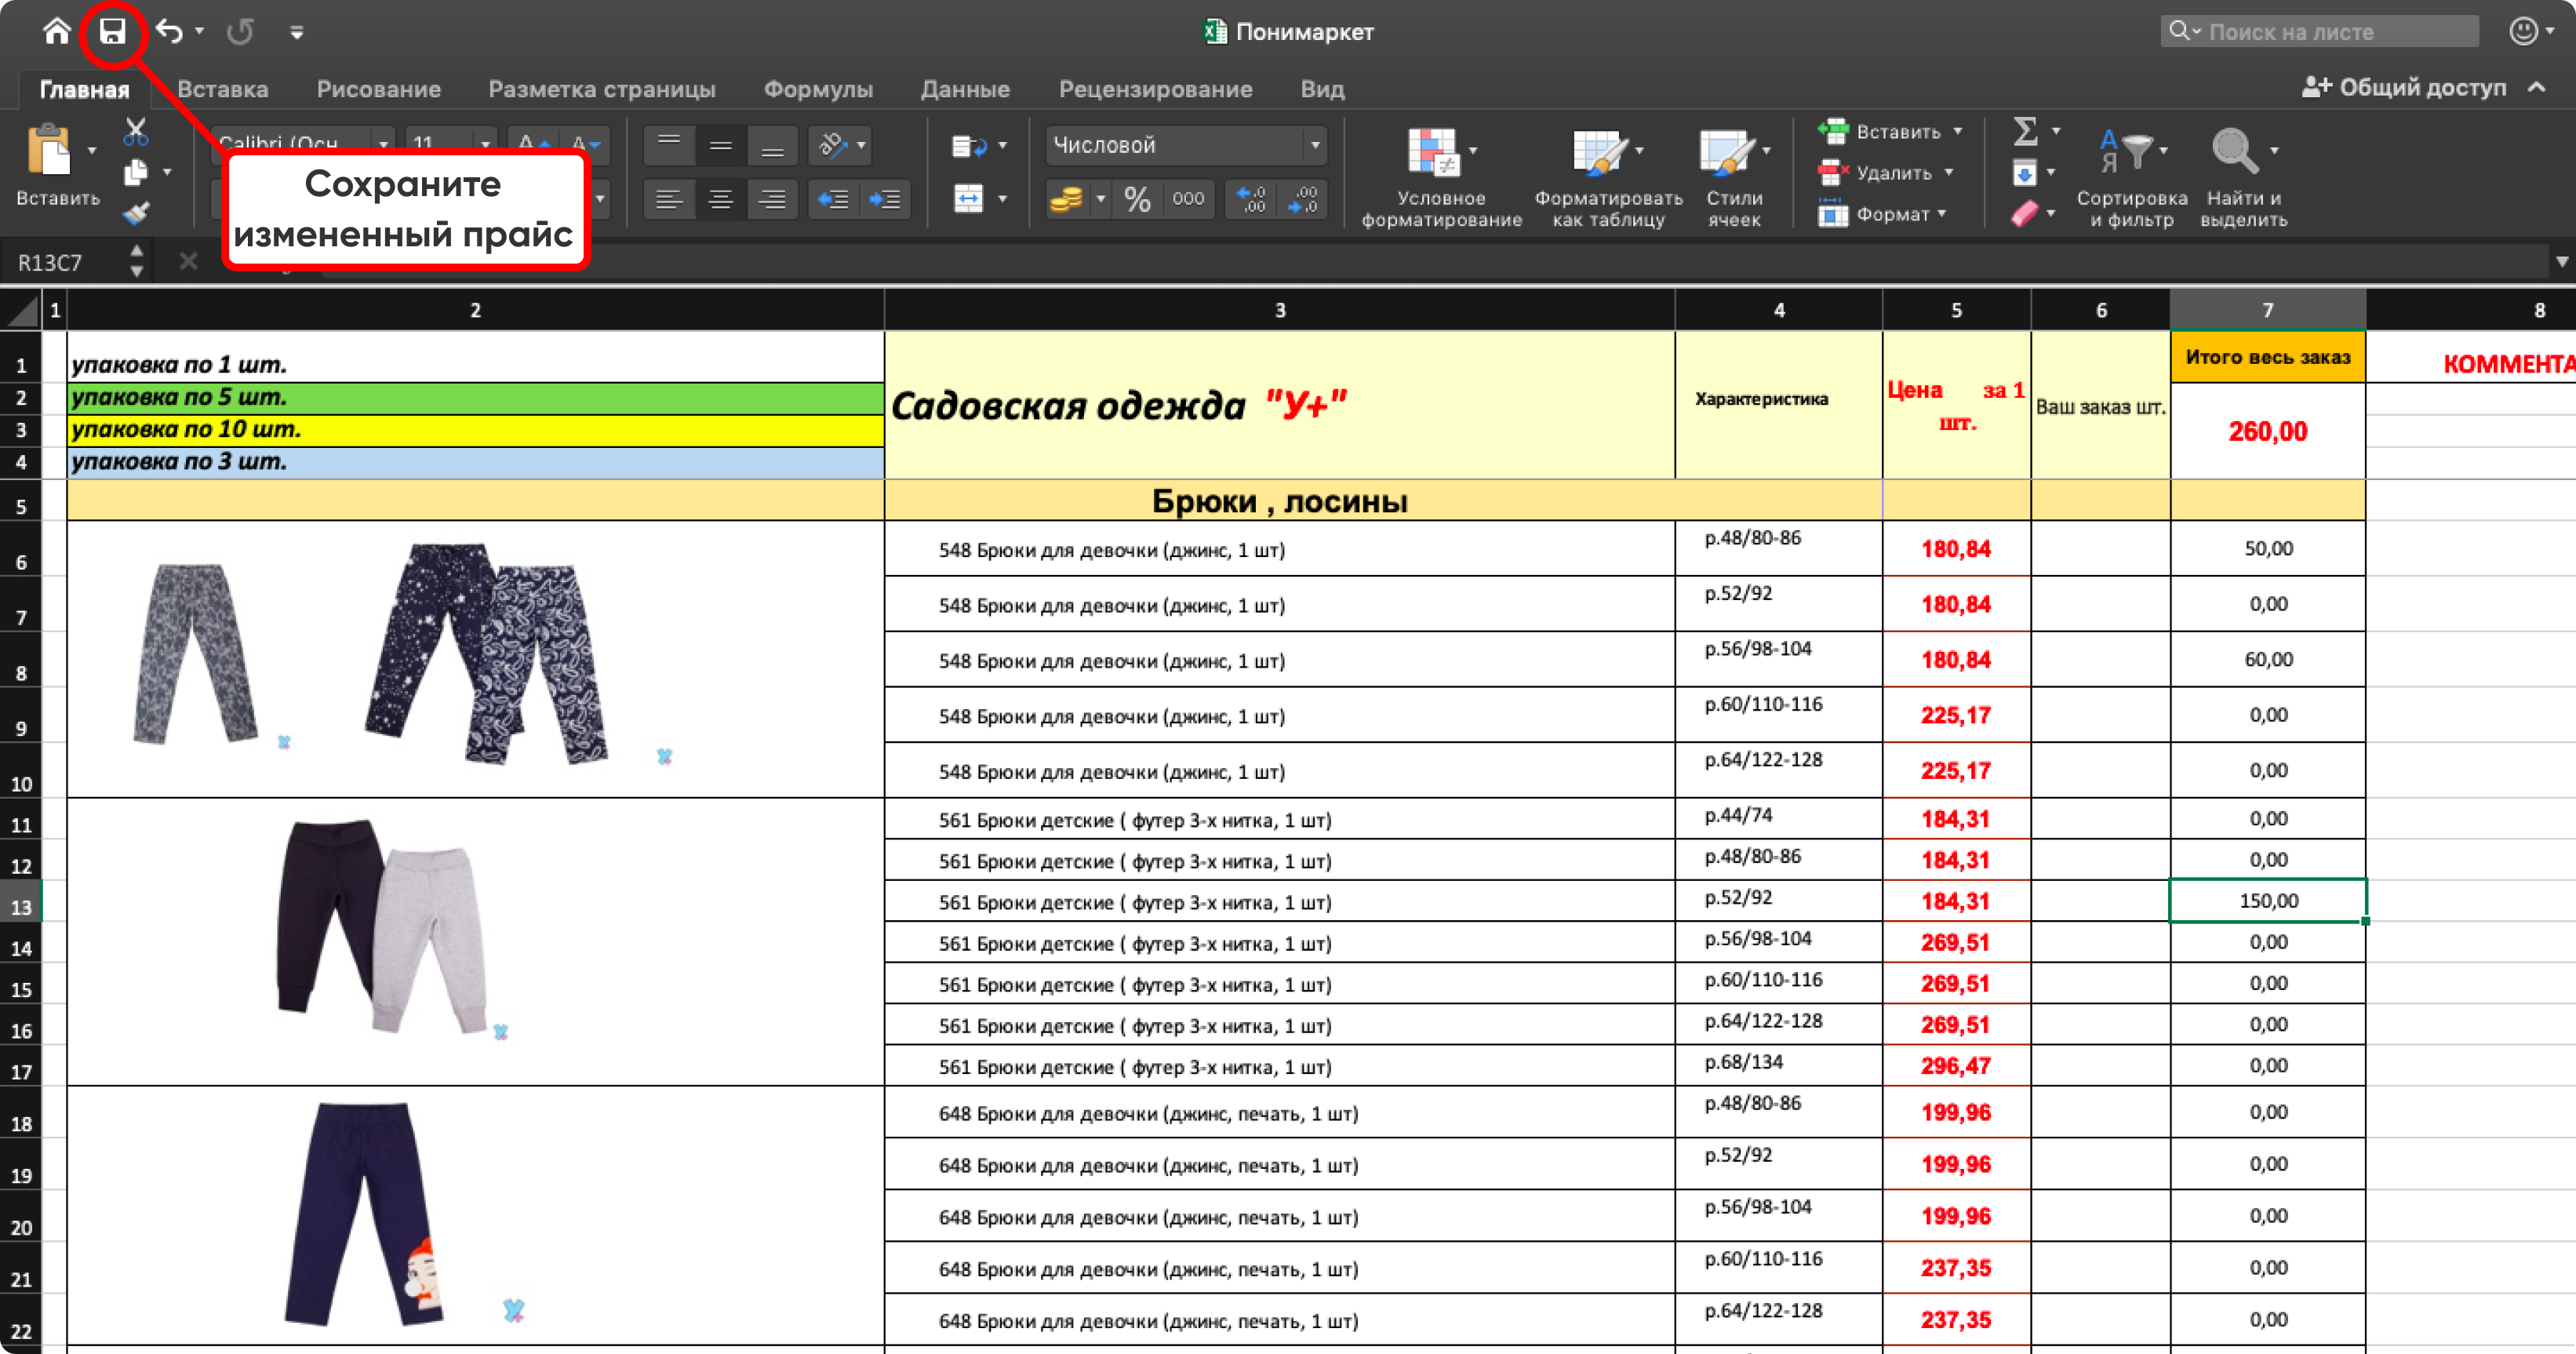 Понимаркет
Поиск на листе
Главная
Вставка
Рисование
Разметка страницы
Формулы
Данные
Рецензирование
Вид
Общий доступ
Вставить
Calibri (Осн
11
Числовой
% 000
Условное
форматирование
Форматировать
как таблицу
Стили
ячеек
Вставить
Удалить
Формат
Сортировка
и фильтр
Найти и
выделить
Сохраните
измененный прайс
R13C7
1 2 3 4 5 6 7 8
1 упаковка по 1 шт.
2 упаковка по 5 шт.
3 упаковка по 10 шт.
4 упаковка по 3 шт.
Садовская одежда "У+"
Характеристика
Цена за 1
шт.
Ваш заказ шт.
Итого весь заказ
260,00
КОММЕНТА
5 Брюки , лосины
6 548 Брюки для девочки (джинс, 1 шт) р.48/80-86 180,84 50,00
7 548 Брюки для девочки (джинс, 1 шт) р.52/92 180,84 0,00
8 548 Брюки для девочки (джинс, 1 шт) р.56/98-104 180,84 60,00
9 548 Брюки для девочки (джинс, 1 шт) р.60/110-116 225,17 0,00
10 548 Брюки для девочки (джинс, 1 шт) р.64/122-128 225,17 0,00
11 561 Брюки детские ( футер 3-х нитка, 1 шт) р.44/74 184,31 0,00
12 561 Брюки детские ( футер 3-х нитка, 1 шт) р.48/80-86 184,31 0,00
13 561 Брюки детские ( футер 3-х нитка, 1 шт) р.52/92 184,31 150,00
14 561 Брюки детские ( футер 3-х нитка, 1 шт) р.56/98-104 269,51 0,00
15 561 Брюки детские ( футер 3-х нитка, 1 шт) р.60/110-116 269,51 0,00
16 561 Брюки детские ( футер 3-х нитка, 1 шт) р.64/122-128 269,51 0,00
17 561 Брюки детские ( футер 3-х нитка, 1 шт) р.68/134 296,47 0,00
18 648 Брюки для девочки (джинс, печать, 1 шт) р.48/80-86 199,96 0,00
19 648 Брюки для девочки (джинс, печать, 1 шт) р.52/92 199,96 0,00
20 648 Брюки для девочки (джинс, печать, 1 шт) р.56/98-104 199,96 0,00
21 648 Брюки для девочки (джинс, печать, 1 шт) р.60/110-116 237,35 0,00
22 648 Брюки для девочки (джинс, печать, 1 шт) р.64/122-128 237,35 0,00